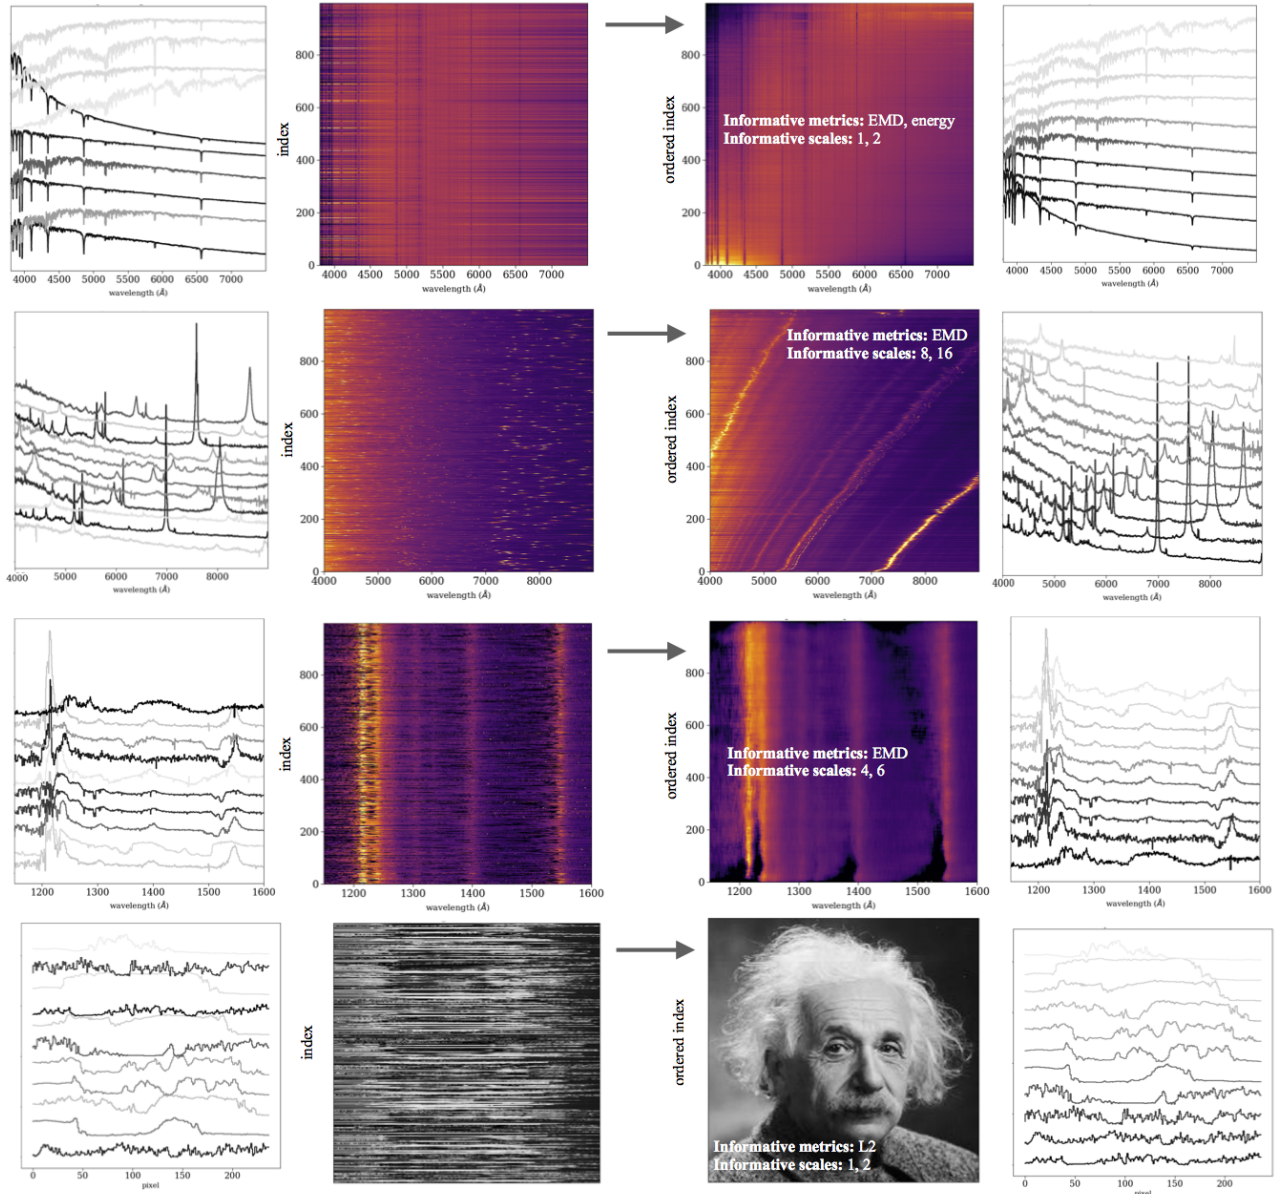 800
600
400
200
0
index
4000 4500 5000 5500 6000 6500 7000
wavelength (Å)
4000 4500 5000 5500 6000 6500 7000
wavelength (Å)
800
600
400
200
0
ordered index
Informative metrics: EMD, energy
Informative scales: 1, 2
4000 4500 5000 5500 6000 6500 7000
wavelength (Å)
4000 4500 5000 5500 6000 6500 7000
wavelength (Å)
800
600
400
200
0
index
4000 5000 6000 7000 8000
wavelength (Å)
4000 5000 6000 7000 8000
wavelength (Å)
800
600
400
200
0
ordered index
Informative metrics: EMD
Informative scales: 8, 16
4000 5000 6000 7000 8000
wavelength (Å)
4000 5000 6000 7000 8000
wavelength (Å)
800
600
400
200
0
index
1200 1300 1400 1500 1600
wavelength (Å)
1200 1300 1400 1500 1600
wavelength (Å)
800
600
400
200
0
ordered index
Informative metrics: EMD
Informative scales: 4, 6
1200 1300 1400 1500 1600
wavelength (Å)
1200 1300 1400 1500 1600
wavelength (Å)
index
0 50 100 150 200
pixel
ordered index
Informative metrics: L2
Informative scales: 1, 2
0 50 100 150 200
pixel